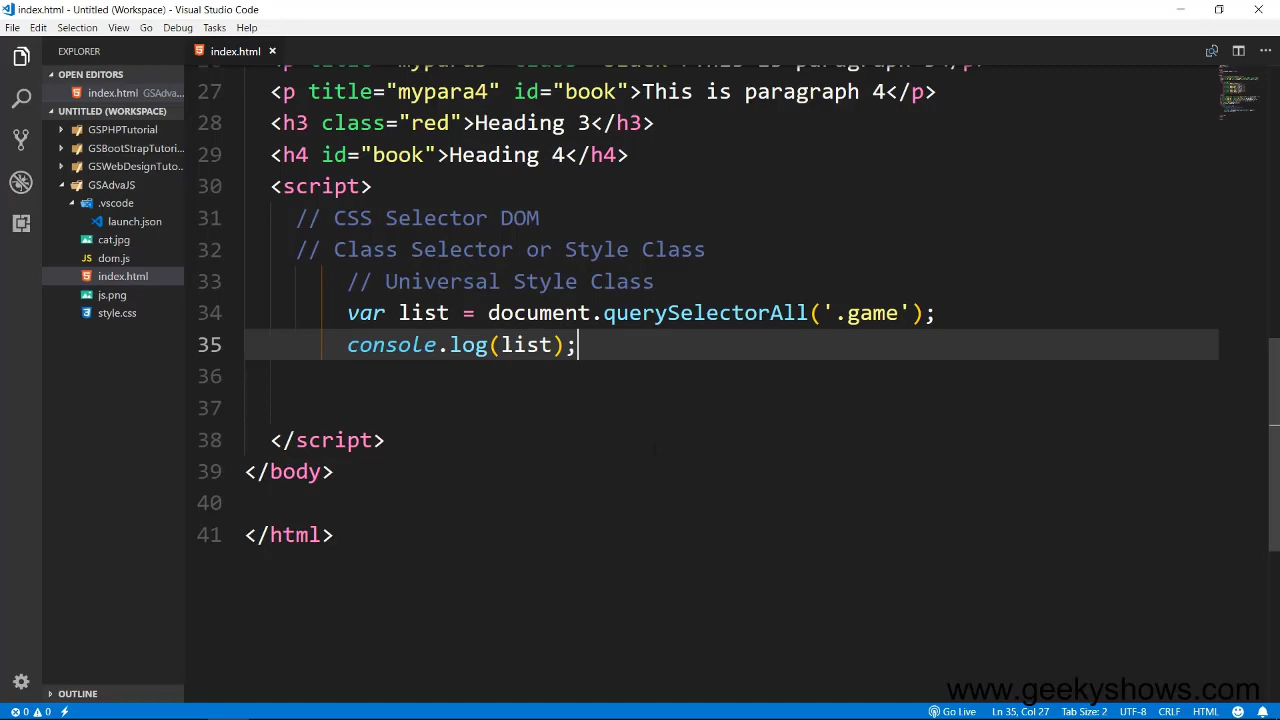 index.html - Untitled (Workspace) - Visual Studio Code
File Edit Selection View Go Debug Tasks Help
EXPLORER
index.html ×
OPEN EDITORS
index.html GSAdva...
UNTITLED (WORKSPACE)
GSPHPTutorial
GSBootStrapTutori...
GSWebDesignTuto...
GSAdvaJS
.vscode
launch.json
cat.jpg
dom.js
index.html
js.png
style.css
OUTLINE
27 <p title="mypara4" id="book">This is paragraph 4</p>
28 <h3 class="red">Heading 3</h3>
29 <h4 id="book">Heading 4</h4>
30 <script>
31 // CSS Selector DOM
32 // Class Selector or Style Class
33 // Universal Style Class
34 var list = document.querySelectorAll('.game');
35 console.log(list);
36
37
38 </script>
39 </body>
40
41 </html>
www.geekyshows.com
0 0 Go Live Ln 35, Col 27 Tab Size: 2 UTF-8 CRLF HTML